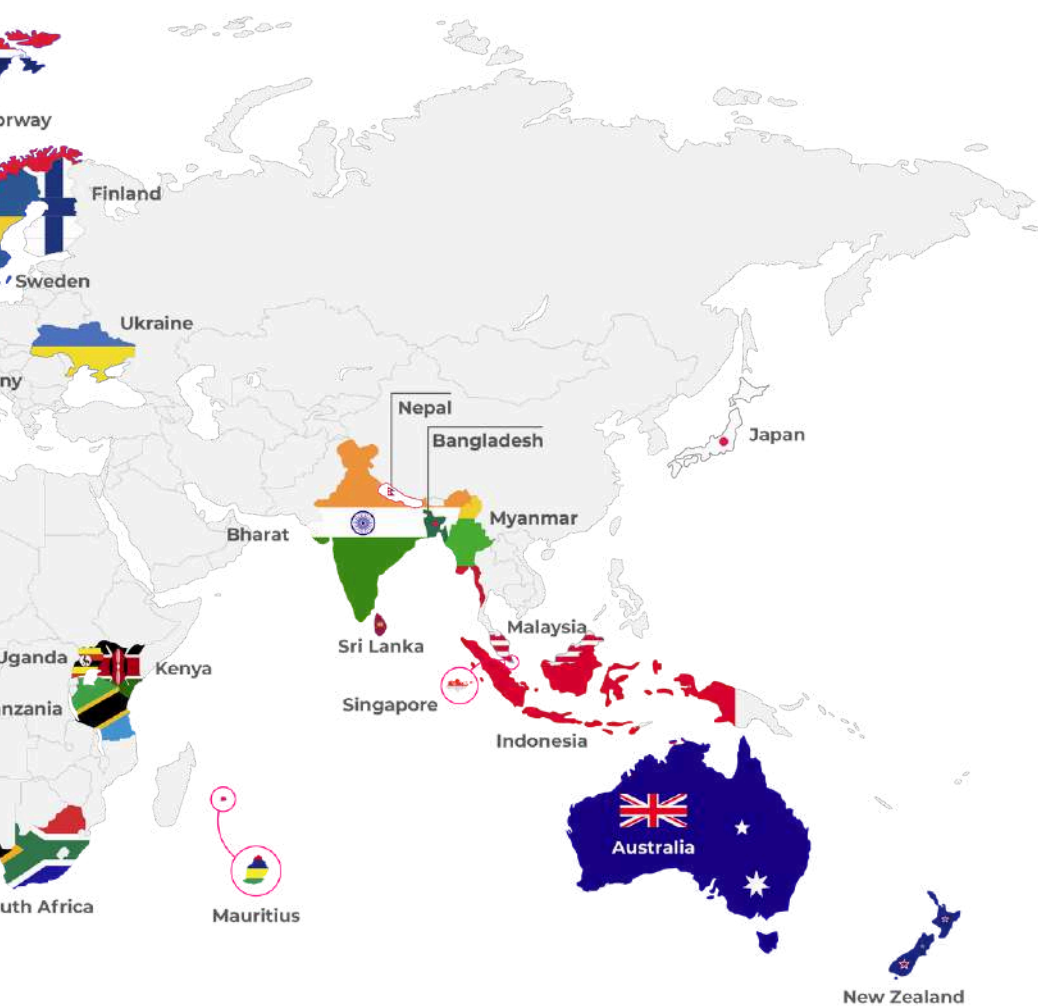 orway
Finland
Sweden
Ukraine
ny
Nepal
Bangladesh
Japan
Myanmar
Bharat
Malaysia
Sri Lanka
Uganda
Kenya
Singapore
anzania
Indonesia
Australia
uth Africa
Mauritius
New Zealand